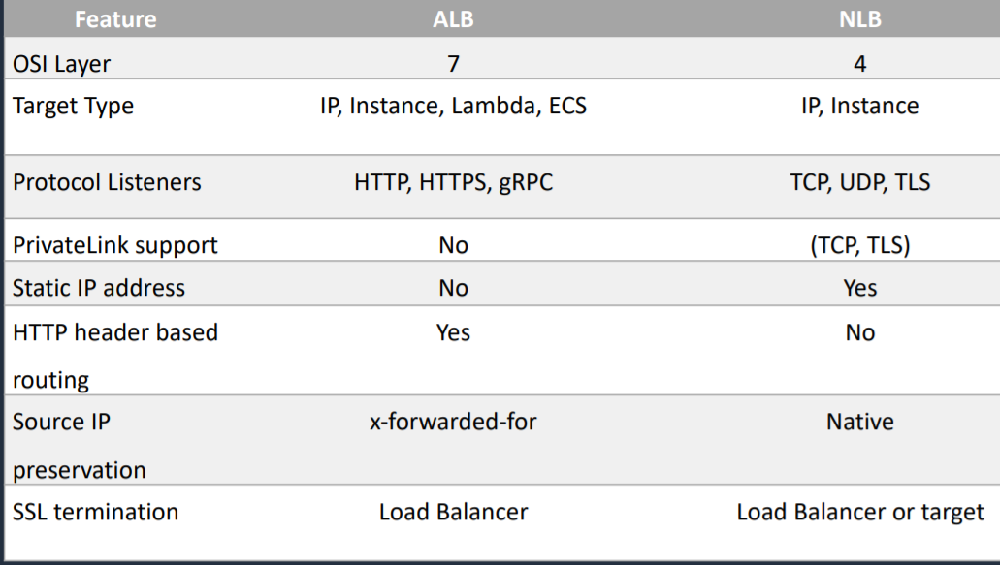 Feature ALB NLB
OSI Layer 7 4
Target Type IP, Instance, Lambda, ECS IP, Instance
Protocol Listeners HTTP, HTTPS, gRPC TCP, UDP, TLS
PrivateLink support No (TCP, TLS)
Static IP address No Yes
HTTP header based Yes No
routing
Source IP x-forwarded-for Native
preservation
SSL termination Load Balancer Load Balancer or target